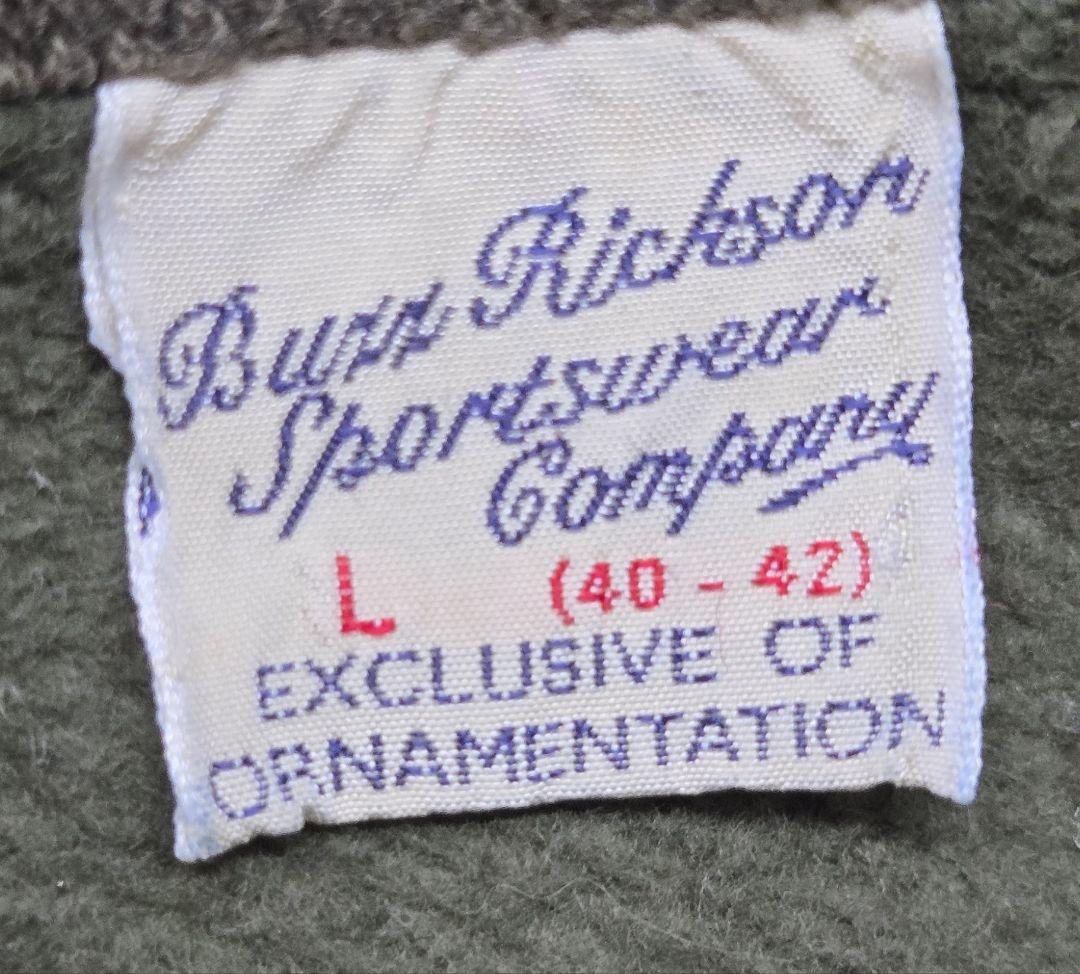 Buzz Rickson
Sportswear
Company
L (40 - 42)
EXCLUSIVE OF
ORNAMENTATION